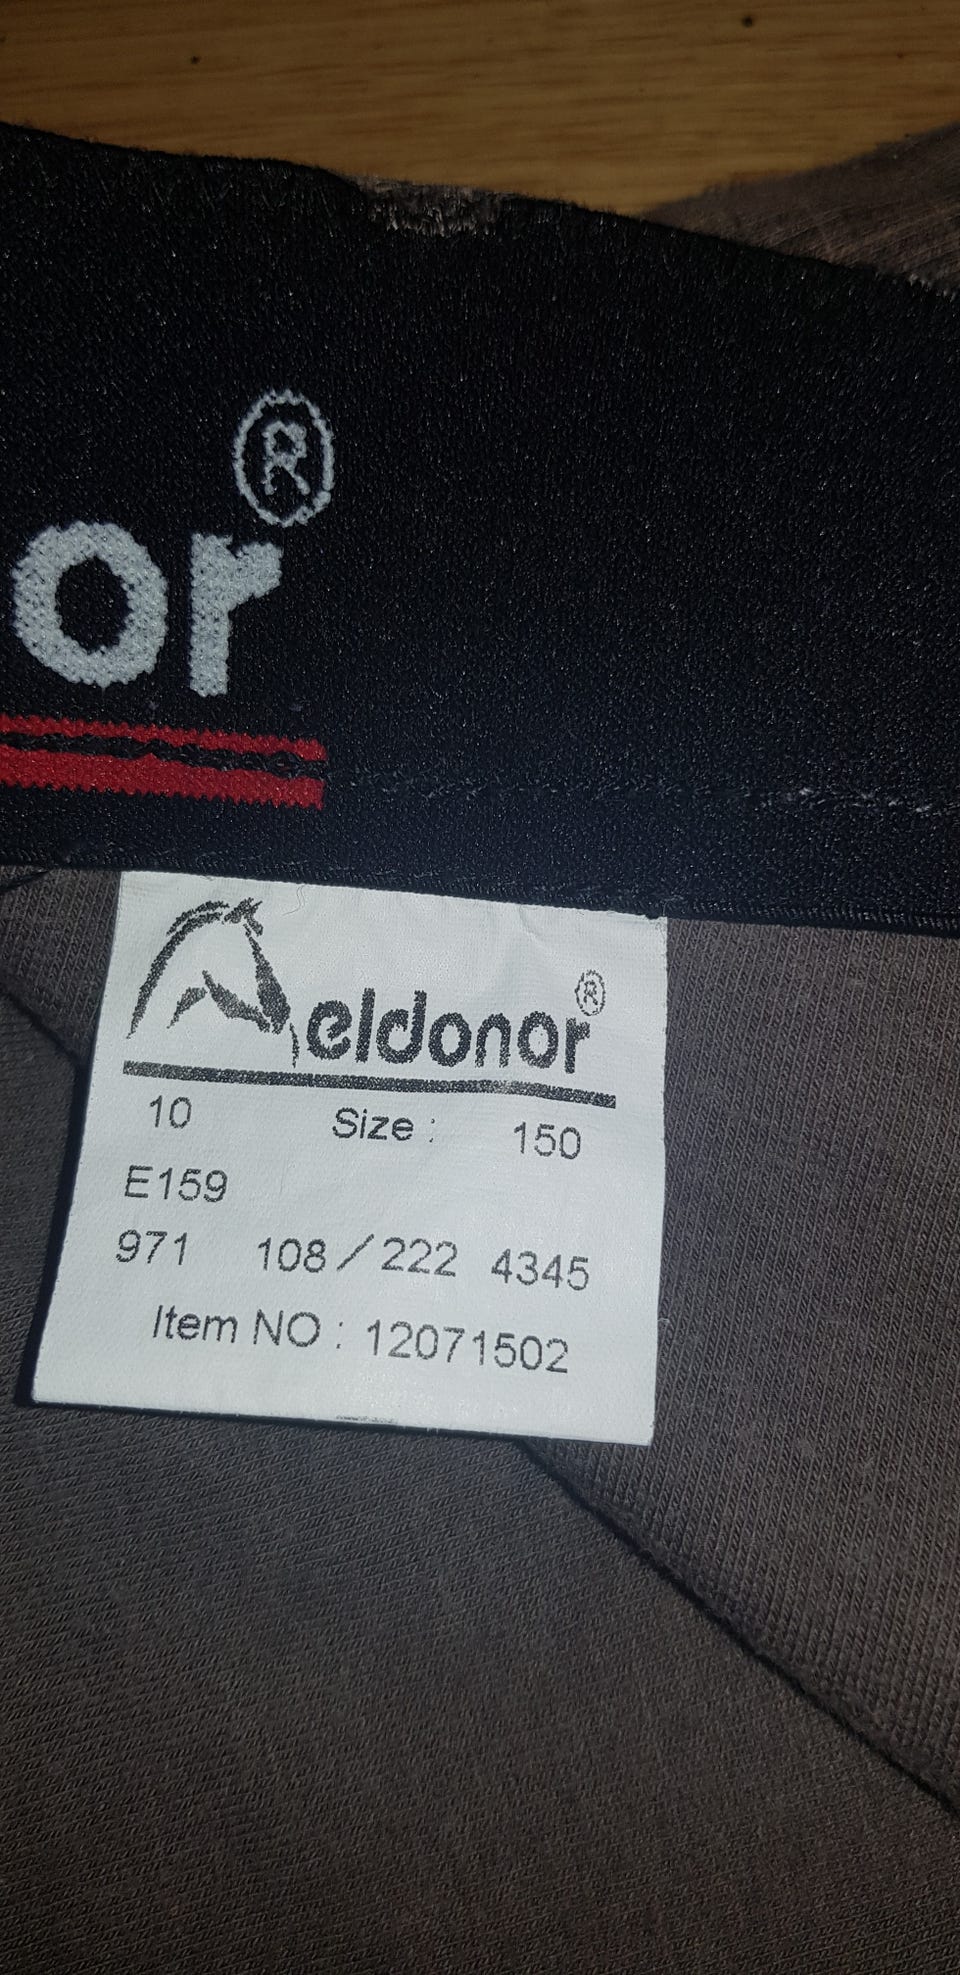 or®
eldonor®
10 Size : 150
E159
971 108 / 222 4345
Item NO : 12071502